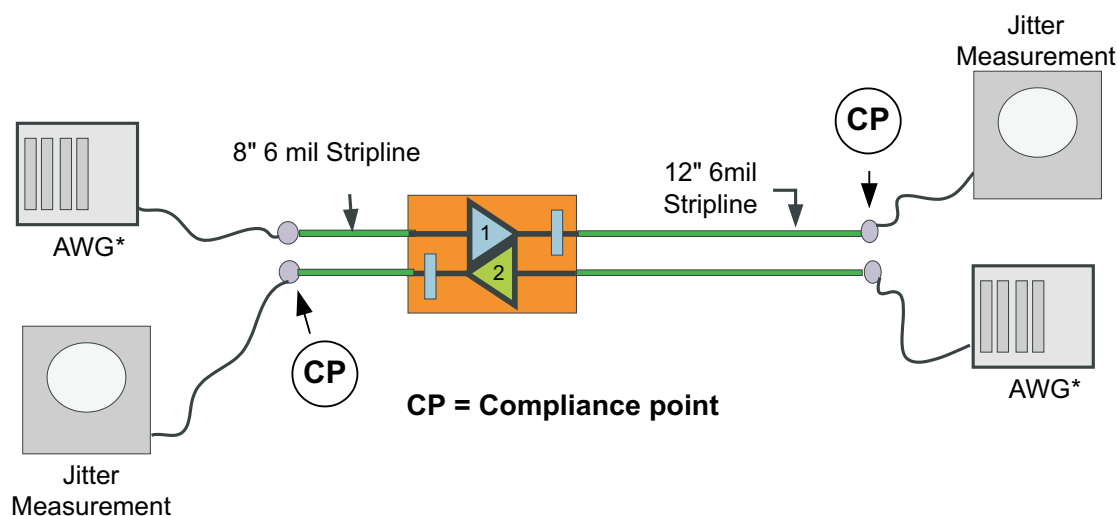 Jitter
Measurement
CP
8" 6 mil Stripline
12" 6mil
Stripline
AWG*
1
2
CP
CP = Compliance point
AWG*
Jitter
Measurement